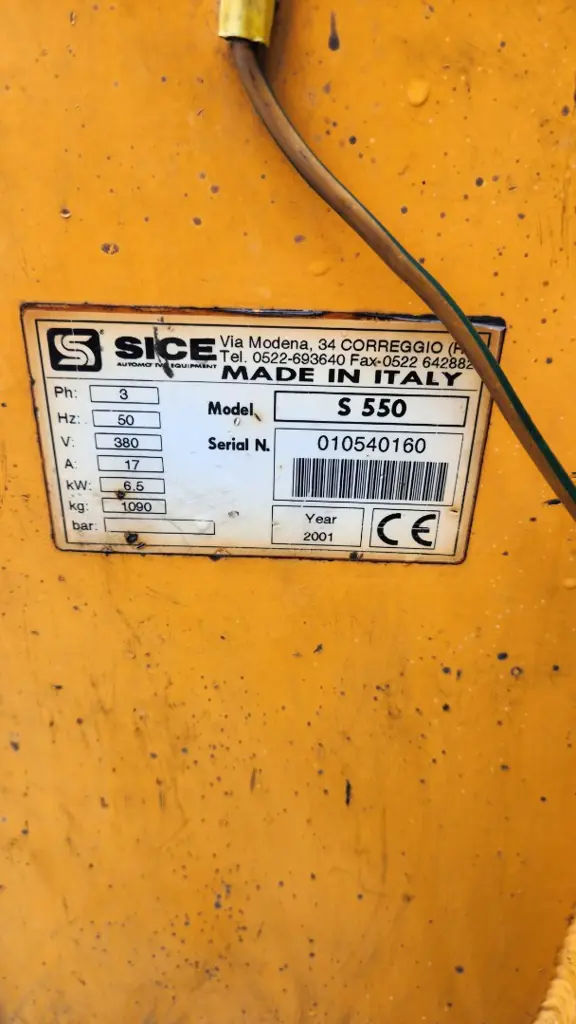 SICE
AUTOMOTIVE EQUIPMENT
Via Modena, 34 CORREGGIO
Tel. 0522-693640 Fax-0522 642882
MADE IN ITALY
Ph: 3
Hz: 50
V: 380
A: 17
kW: 6.5
kg: 1090
bar:
Model S 550
Serial N. 010540160
Year
2001
CE